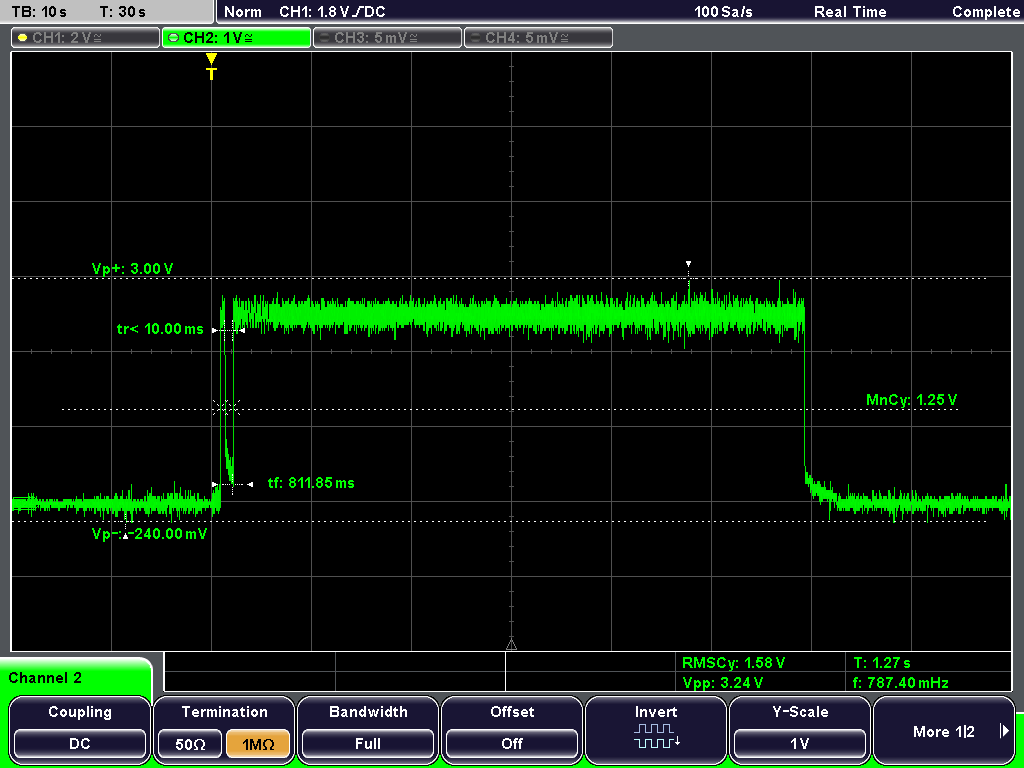 TB: 10 s T: 30 s Norm CH1: 1.8 V / DC 100 Sa/s Real Time Complete
CH1: 2 V≅ CH2: 1 V≅ CH3: 5 mV≅ CH4: 5 mV≅
T
Vp+: 3.00 V
tr< 10.00 ms
MnCy: 1.25 V
tf: 811.85 ms
Vp-: -240.00 mV
RMSCy: 1.58 V T: 1.27 s
Vpp: 3.24 V f: 787.40 mHz
Channel 2
Coupling Termination Bandwidth Offset Invert Y-Scale More 1|2
DC 50Ω 1MΩ Full Off 1 V